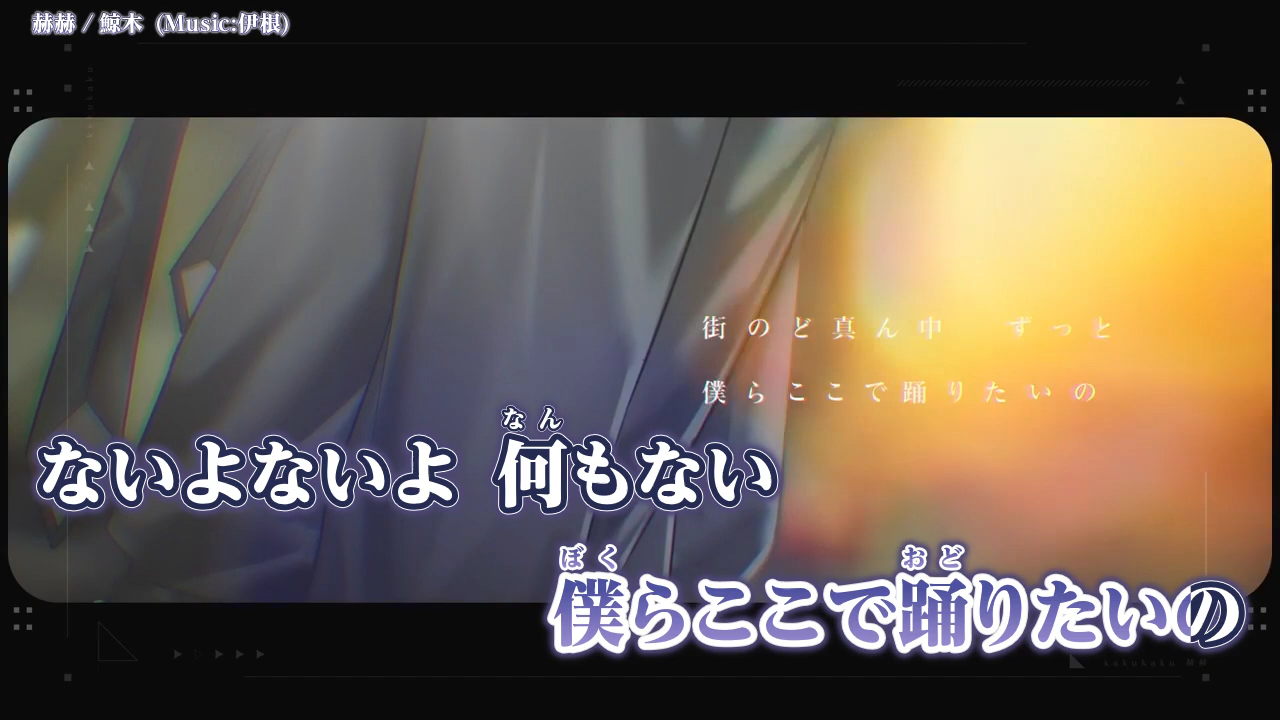 赫赫 / 鯨木 (Music:伊根)
街のど真ん中 ずっと
僕らここで踊りたいの
なん
ないよないよ 何もない
ぼく おど
僕らここで踊りたいの
kakukaku MM